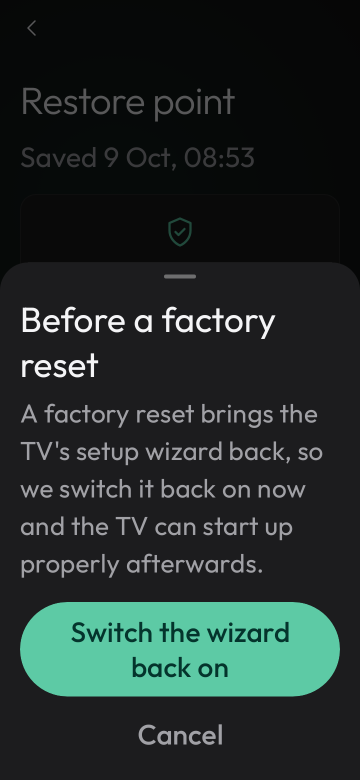 Restore point
Saved 9 Oct, 08:53
Before a factory
reset
A factory reset brings the
TV's setup wizard back, so
we switch it back on now
and the TV can start up
properly afterwards.
Switch the wizard
back on
Cancel